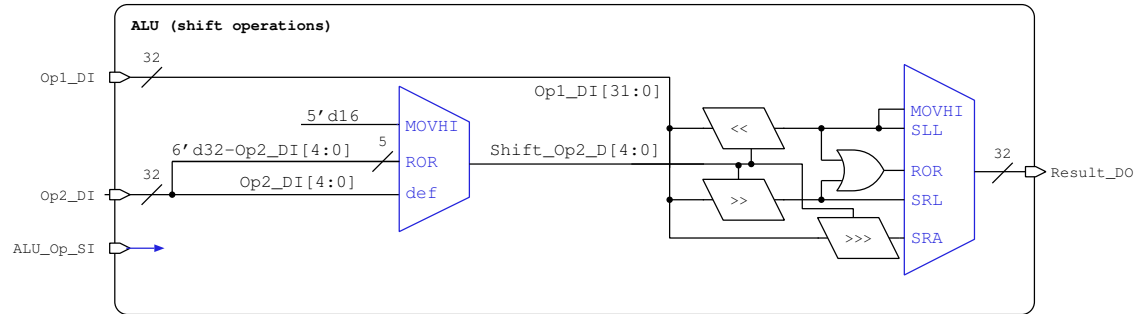 ALU (shift operations)
32
Op1_DI
Op1_DI[31:0]
5'd16
MOVHI
MOVHI
<<
SLL
5
6'd32-Op2_DI[4:0]
ROR
Shift_Op2_D[4:0]
32
ROR
Result_DO
32
Op2_DI[4:0]
Op2_DI
def
>>
SRL
>>>
SRA
ALU_Op_SI